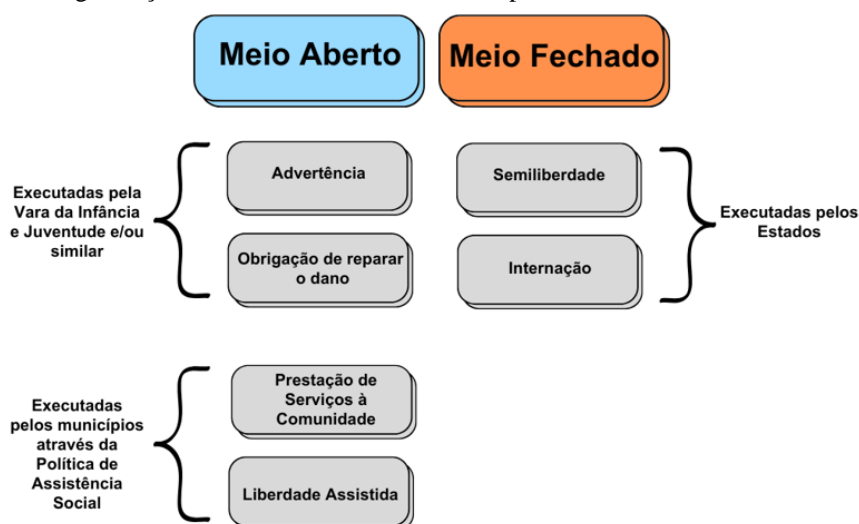 Meio Aberto
Meio Fechado
Executadas pela
Vara da Infância
e Juventude e/ou
similar
Advertência
Obrigação de reparar
o dano
Semiliberdade
Internação
Executadas pelos
Estados
Executadas
pelos municípios
através da
Política de
Assistência
Social
Prestação de
Serviços à
Comunidade
Liberdade Assistida